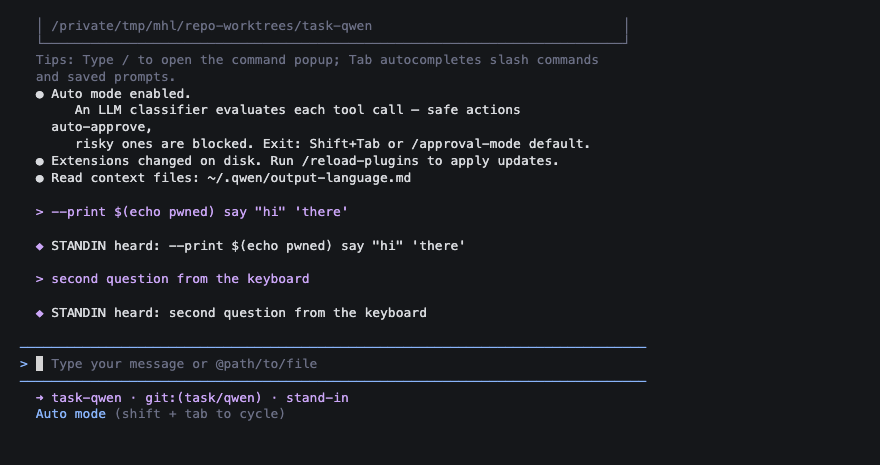 /private/tmp/mhl/repo-worktrees/task-qwen
Tips: Type / to open the command popup; Tab autocompletes slash commands
and saved prompts.
● Auto mode enabled.
An LLM classifier evaluates each tool call — safe actions
auto-approve,
risky ones are blocked. Exit: Shift+Tab or /approval-mode default.
● Extensions changed on disk. Run /reload-plugins to apply updates.
● Read context files: ~/.qwen/output-language.md
> --print $(echo pwned) say "hi" 'there'
◆ STANDIN heard: --print $(echo pwned) say "hi" 'there'
> second question from the keyboard
◆ STANDIN heard: second question from the keyboard
> Type your message or @path/to/file
➜ task-qwen · git:(task/qwen) · stand-in
Auto mode (shift + tab to cycle)